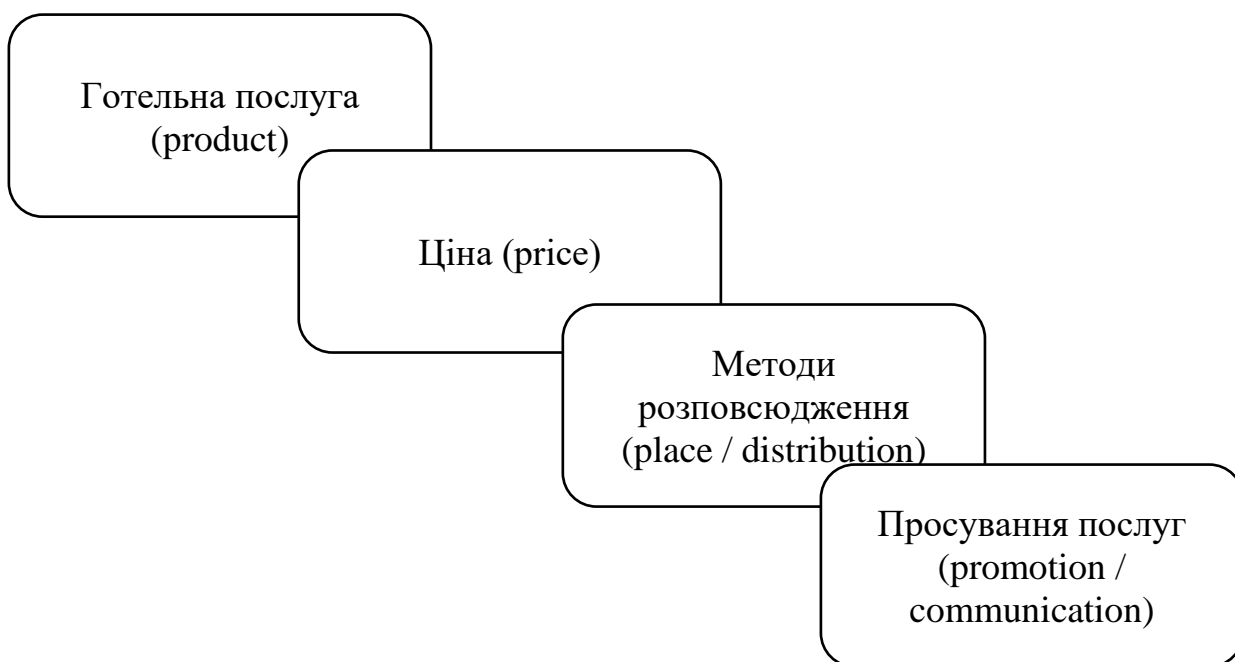 Готельна послуга
(product)
Ціна (price)
Методи
розповсюдження
(place / distribution)
Просування послуг
(promotion /
communication)